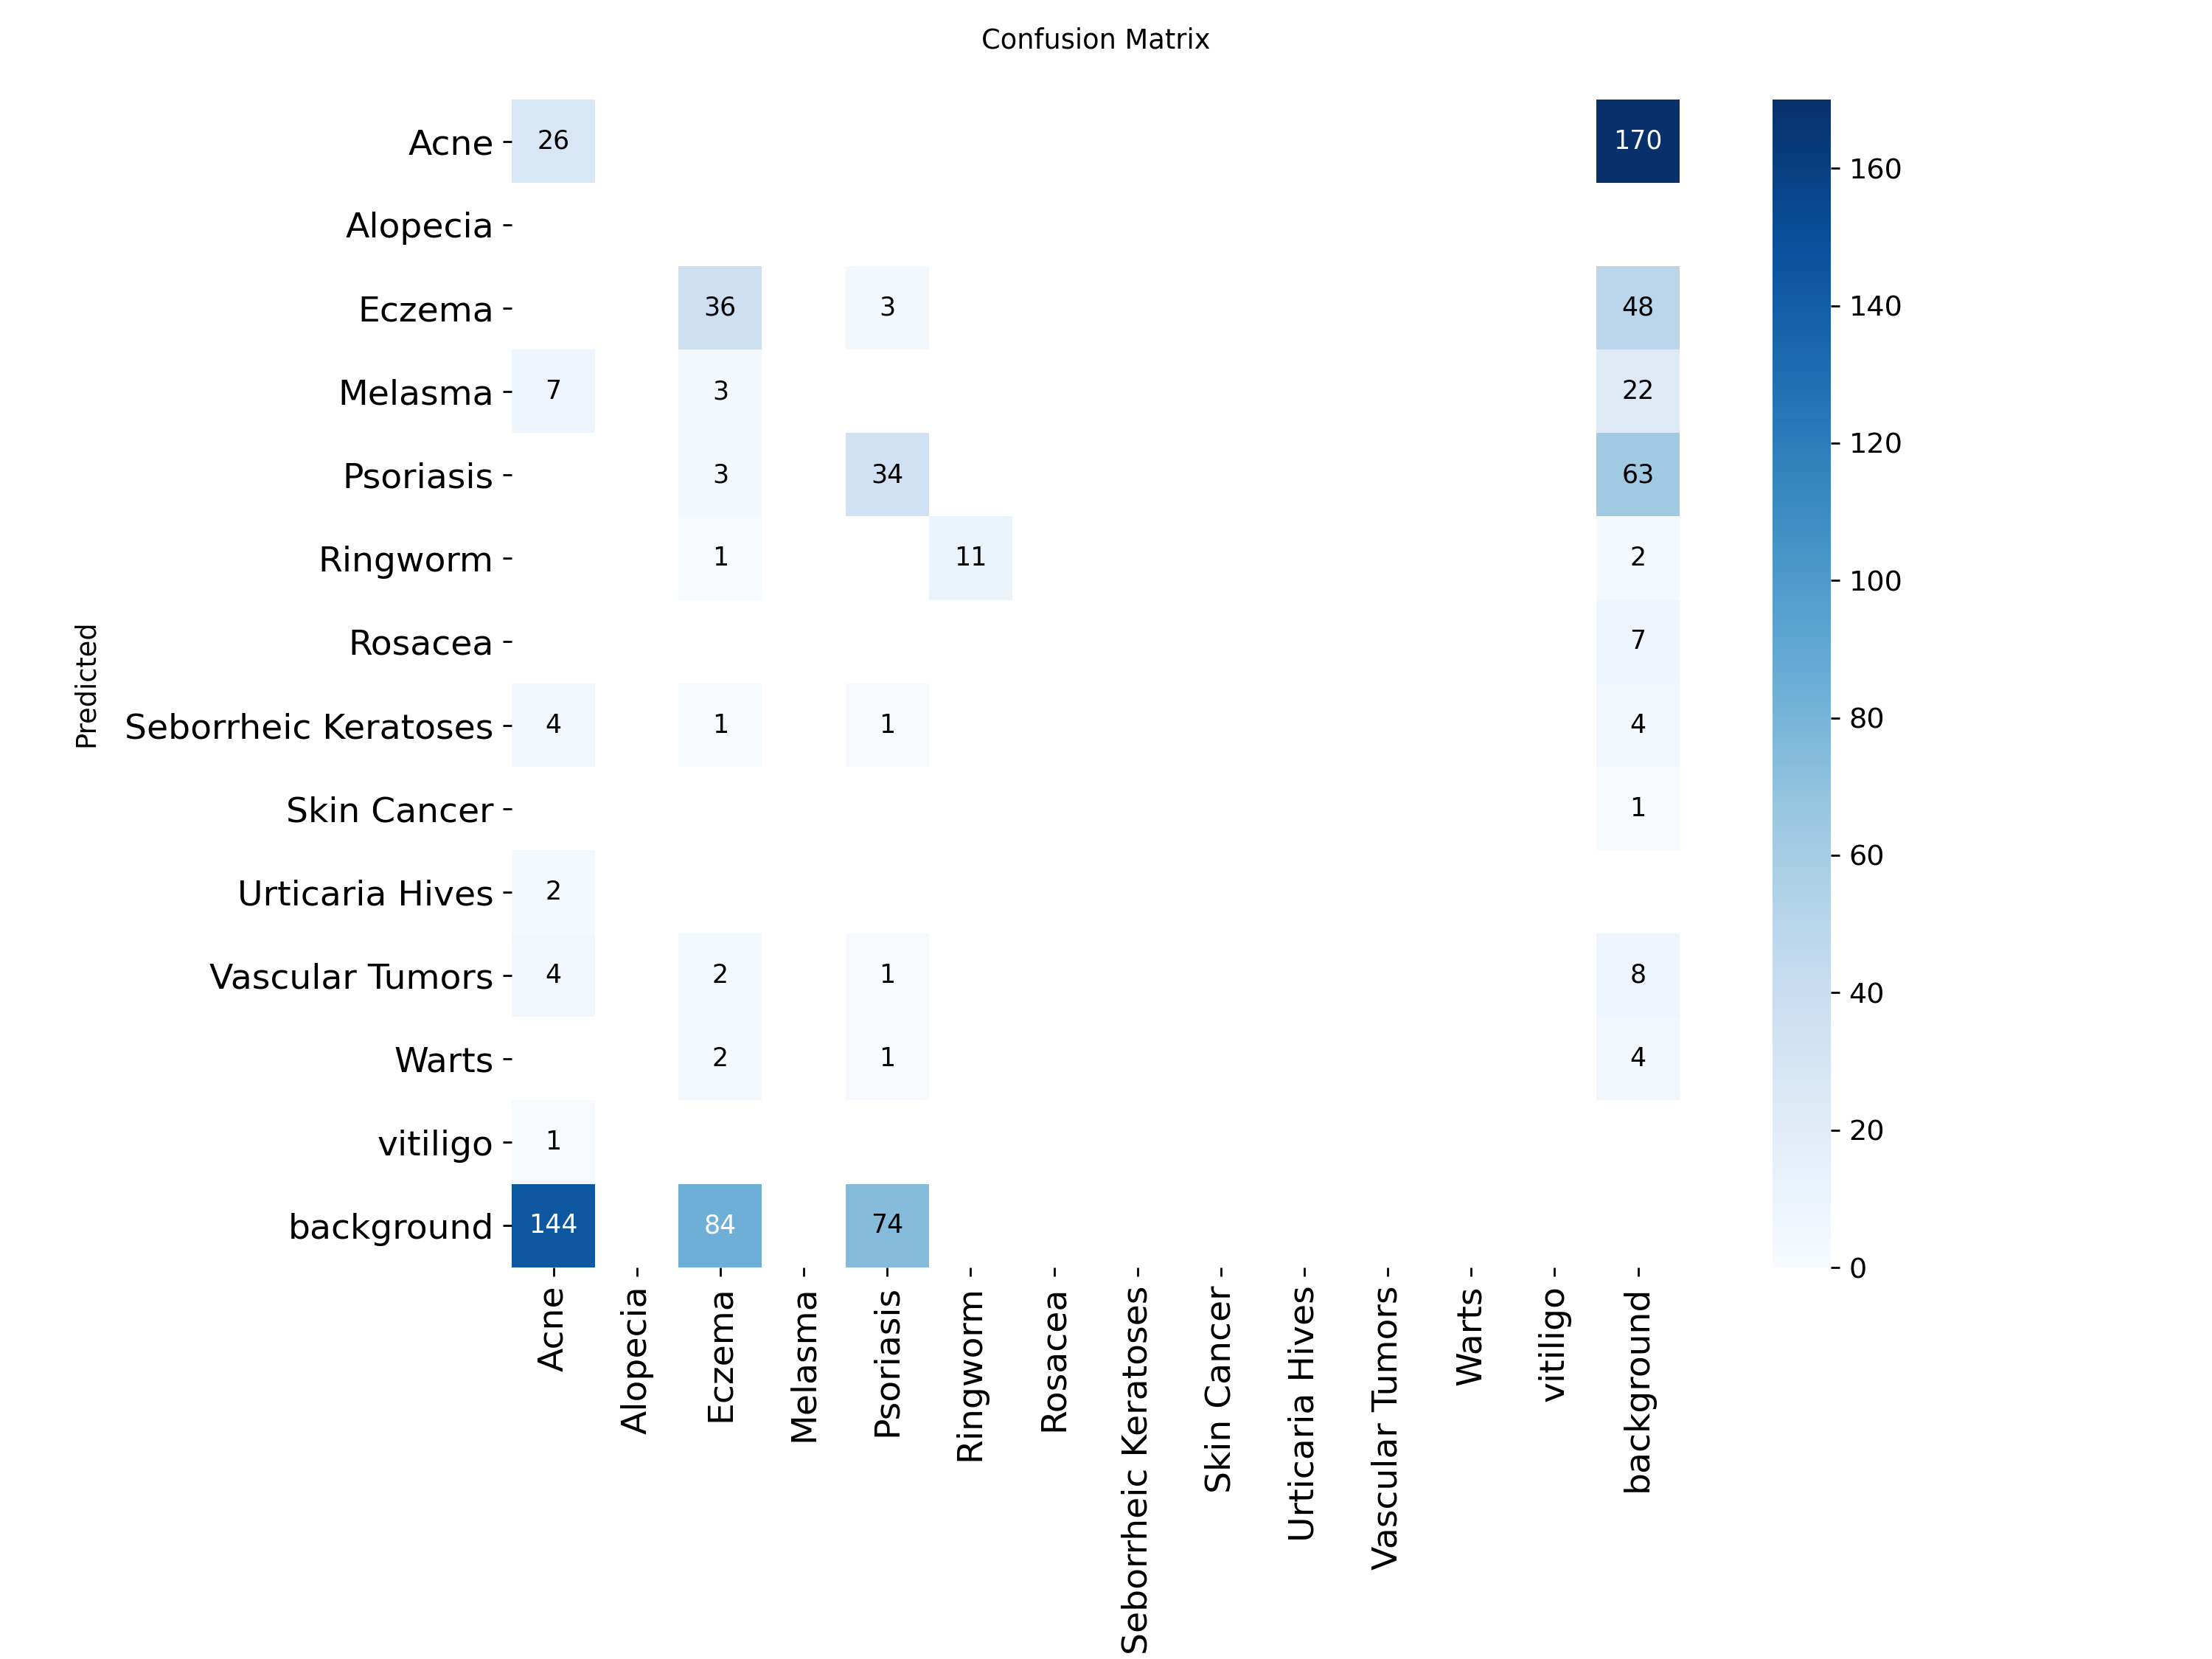 Confusion Matrix
Predicted
Acne 26 170
Alopecia
Eczema 36 3 48
Melasma 7 3 22
Psoriasis 3 34 63
Ringworm 1 11 2
Rosacea 7
Seborrheic Keratoses 4 1 1 4
Skin Cancer 1
Urticaria Hives 2
Vascular Tumors 4 2 1 8
Warts 2 1 4
vitiligo 1
background 144 84 74
Acne
Alopecia
Eczema
Melasma
Psoriasis
Ringworm
Rosacea
Seborrheic Keratoses
Skin Cancer
Urticaria Hives
Vascular Tumors
Warts
vitiligo
background
160
140
120
100
80
60
40
20
0